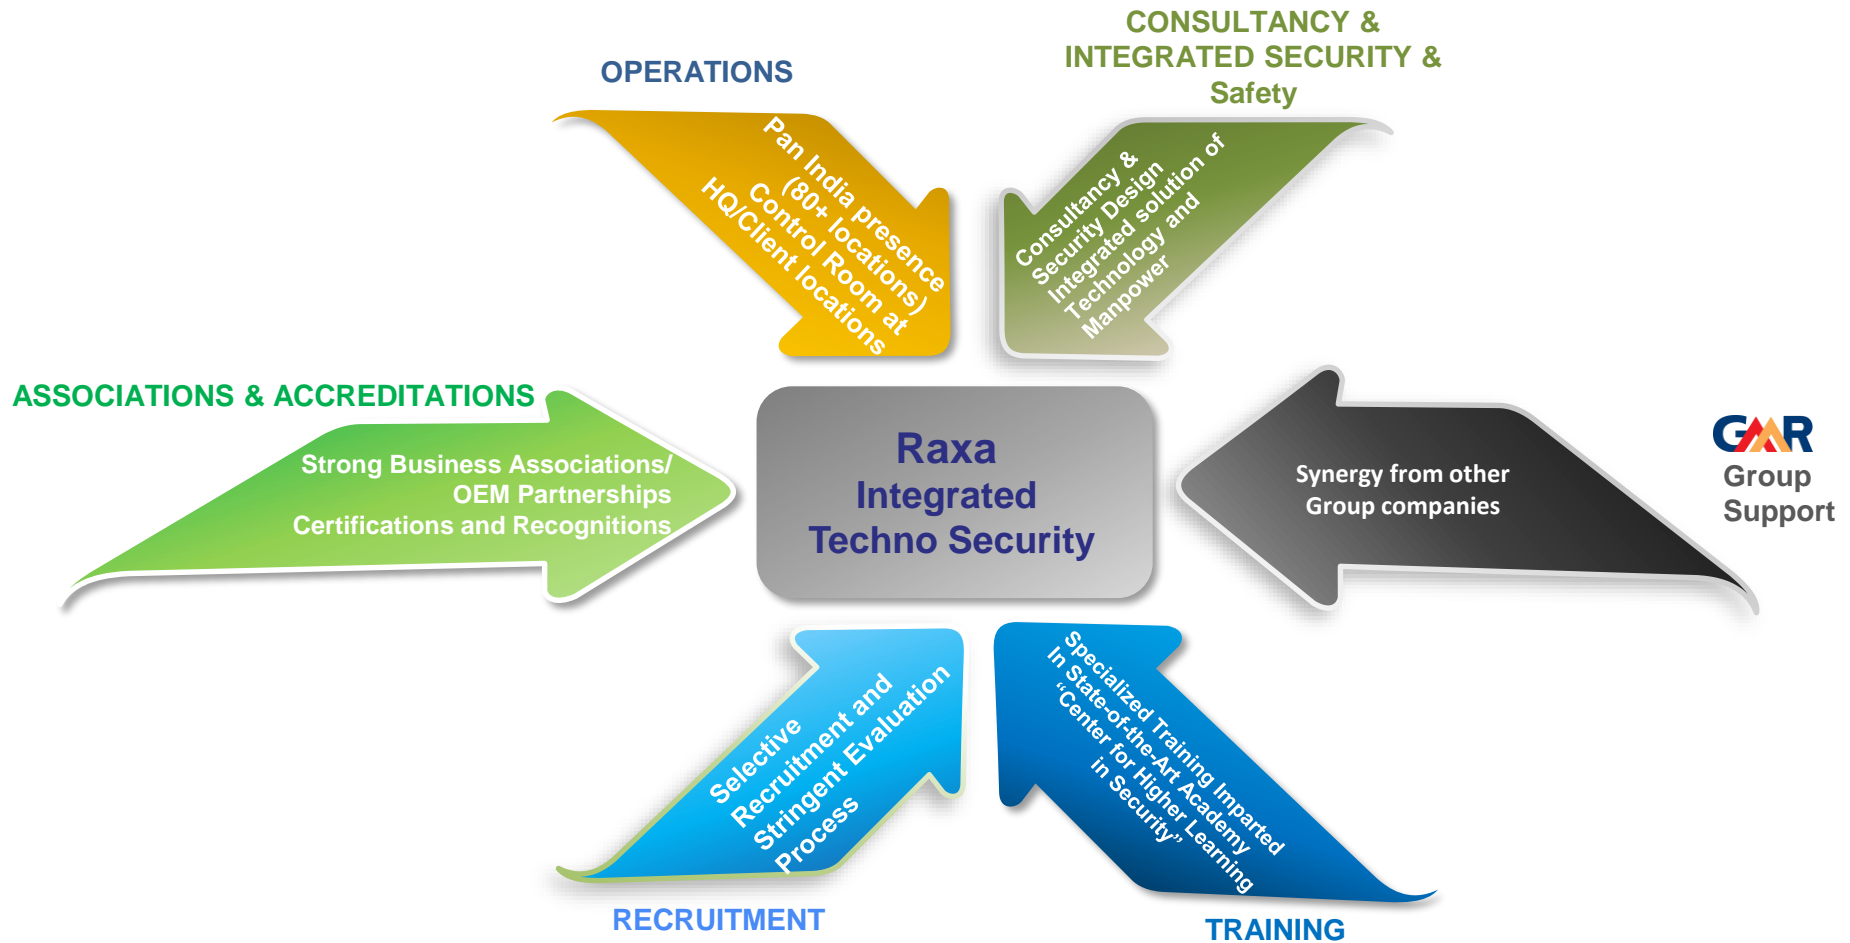 OPERATIONS
Pan India presence
(80+ locations)
Control Room at
HQ/Client locations
CONSULTANCY &
INTEGRATED SECURITY &
Safety
Consultancy &
Security Design
Integrated solution of
Technology and
Manpower
ASSOCIATIONS & ACCREDITATIONS
Strong Business Associations/
OEM Partnerships
Certifications and Recognitions
Raxa
Integrated
Techno Security
Synergy from other
Group companies
GMR
Group
Support
Selective
Recruitment and
Stringent Evaluation
Process
RECRUITMENT
Specialized Training Imparted
In State-of-the-Art Academy
“Center for Higher Learning
in Security”
TRAINING